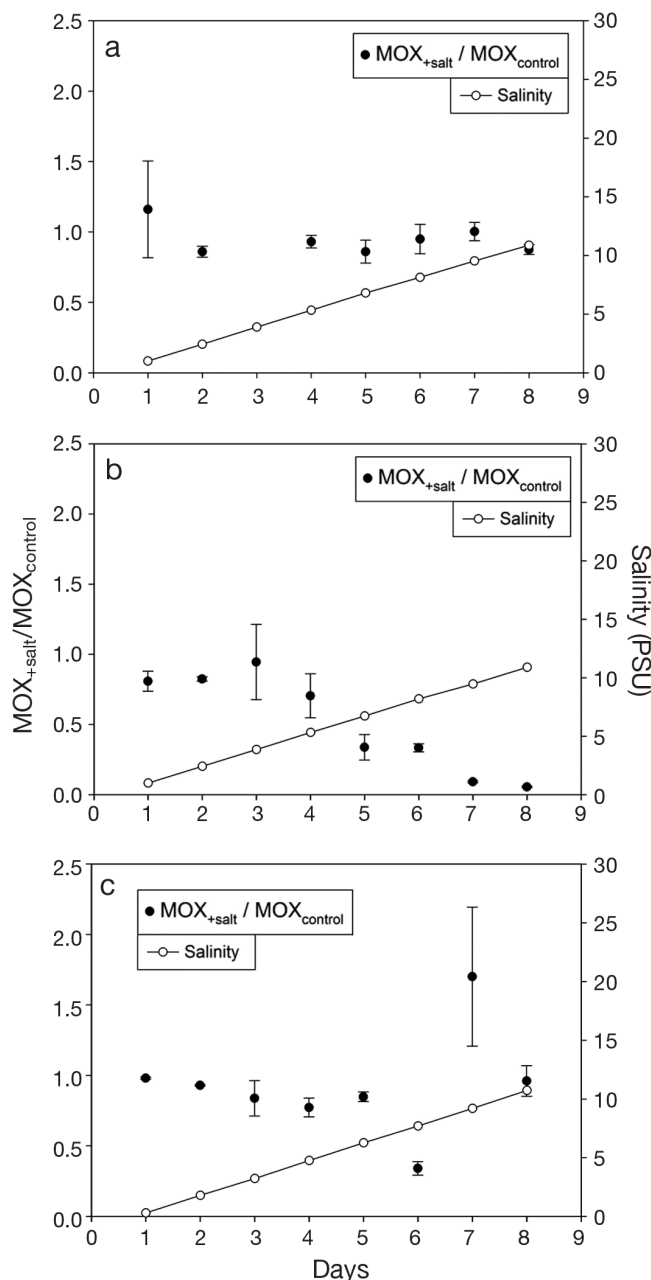 a
MOX+salt / MOXcontrol
Salinity
2.5
2.0
1.5
1.0
0.5
0.0
30
25
20
15
10
5
0
0 1 2 3 4 5 6 7 8 9
b
MOX+salt / MOXcontrol
Salinity
2.5
2.0
1.5
1.0
0.5
0.0
30
25
20
15
10
5
0
0 1 2 3 4 5 6 7 8 9
MOX+salt/MOXcontrol
Salinity (PSU)
c
MOX+salt / MOXcontrol
Salinity
2.5
2.0
1.5
1.0
0.5
0.0
30
25
20
15
10
5
0
0 1 2 3 4 5 6 7 8 9
Days